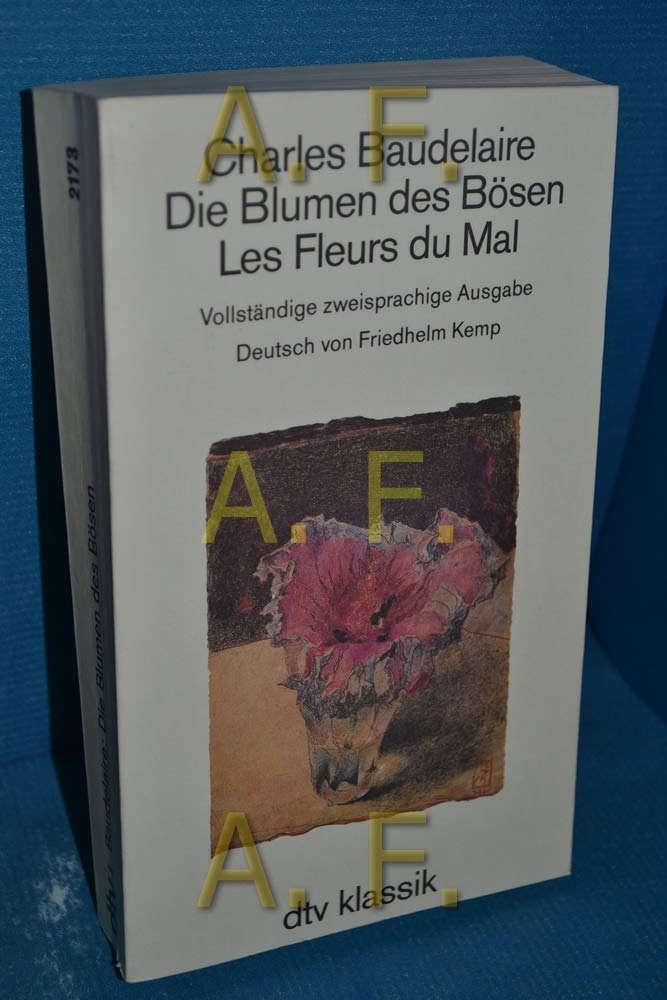 Charles Baudelaire
Die Blumen des Bösen
Les Fleurs du Mal
Vollständige zweisprachige Ausgabe
Deutsch von Friedhelm Kemp
dtv klassik
2173
dtv Baudelaire · Die Blumen des Bösen
A. F.
A. F.
A. F.